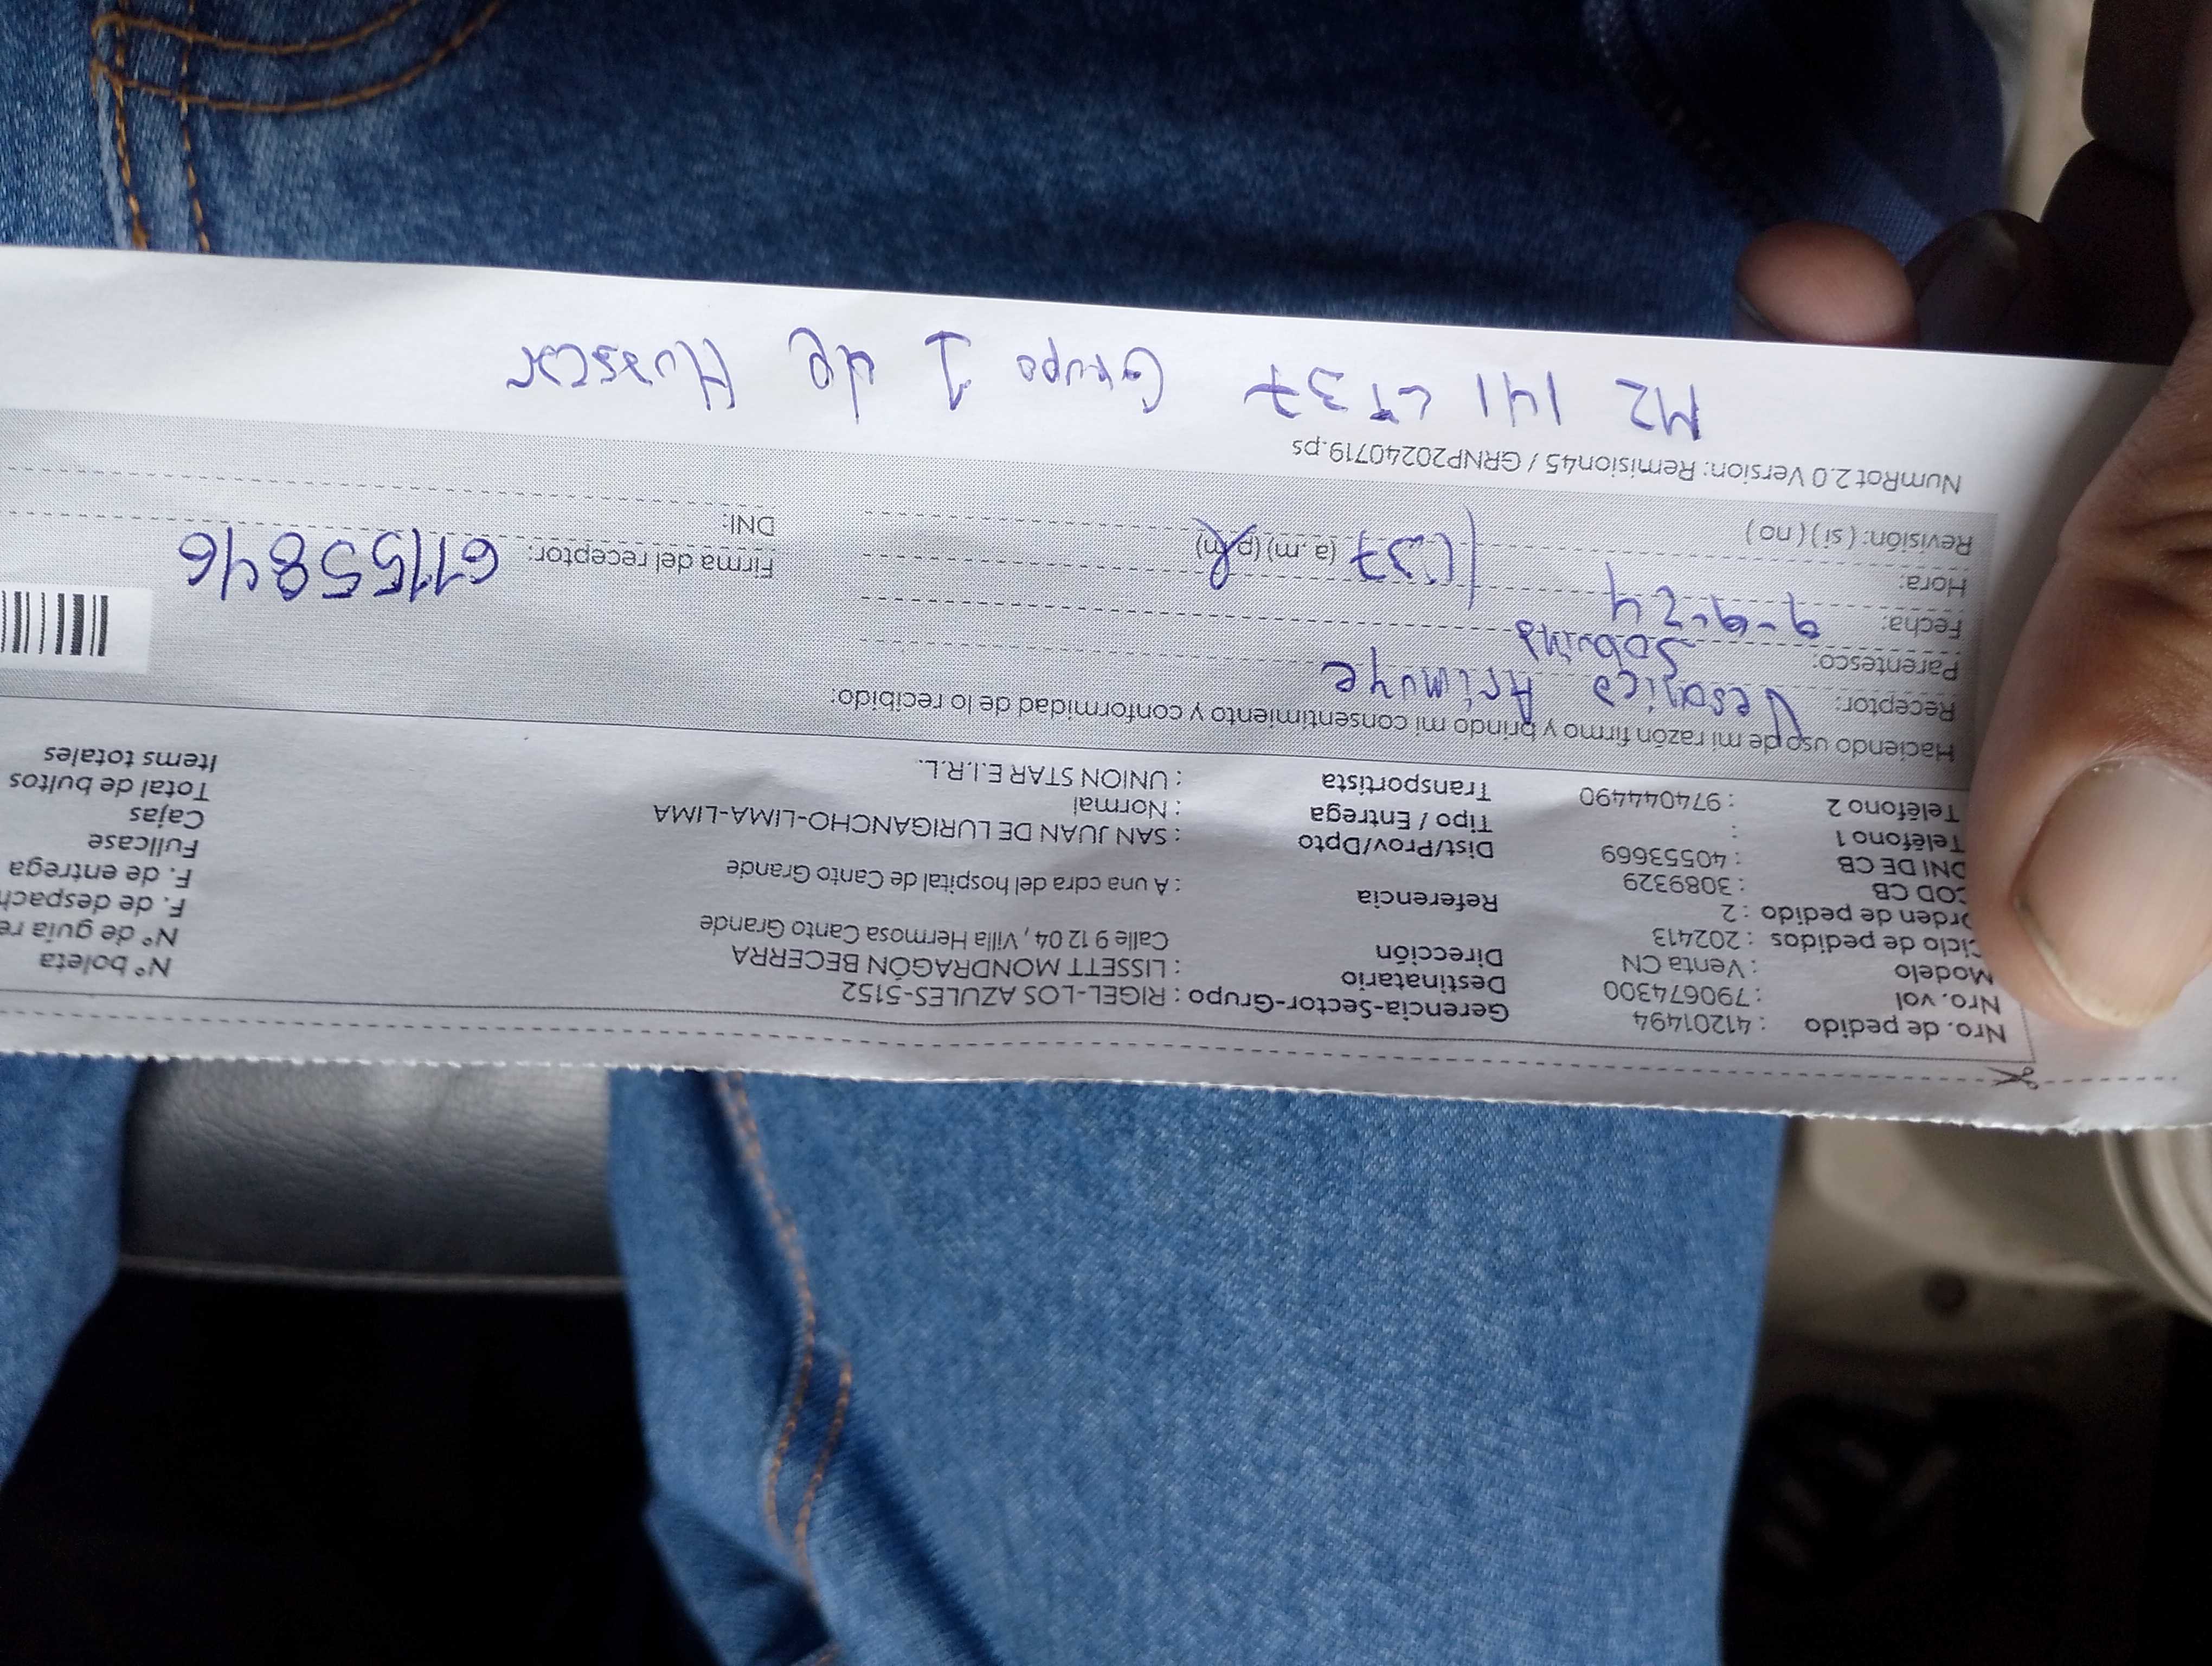 Nro. de pedido : 41201494 Gerencia-Sector-Grupo : RIGEL-LOS AZULES-5152 N° boleta
Nro. vol : 790674300 Destinatario : LISSETT MONDRAGÓN BECERRA N° de guía re
Modelo : Venta CN Dirección Calle 9 12 04 , Villa Hermosa Canto Grande F. de despach
Ciclo de pedidos : 202413 F. de entrega
Orden de pedido : 2 Referencia : A una cdra del hospital de Canto Grande Fullcase
COD CB : 3089329 Cajas
DNI DE CB : 40553669 Dist/Prov/Dpto : SAN JUAN DE LURIGANCHO-LIMA-LIMA Total de bultos
Teléfono 1 : Tipo / Entrega : Normal Items totales
Teléfono 2 : 974044490 Transportista : UNION STAR E.I.R.L.
Haciendo uso de mi razón firmo y brindo mi consentimiento y conformidad de lo recibido:
Receptor: Verónica
Parentesco: Sobrina
Fecha: 9-9-24
Hora: 1:37 (a. m) (p. m) Firma del receptor: 61155846
Revisión: ( si ) ( no ) DNI:
NumRot 2.0 Version: Remision45 / GRNP20240719.ps
MZ 141 LT 37 Grupo 1 de Huascar